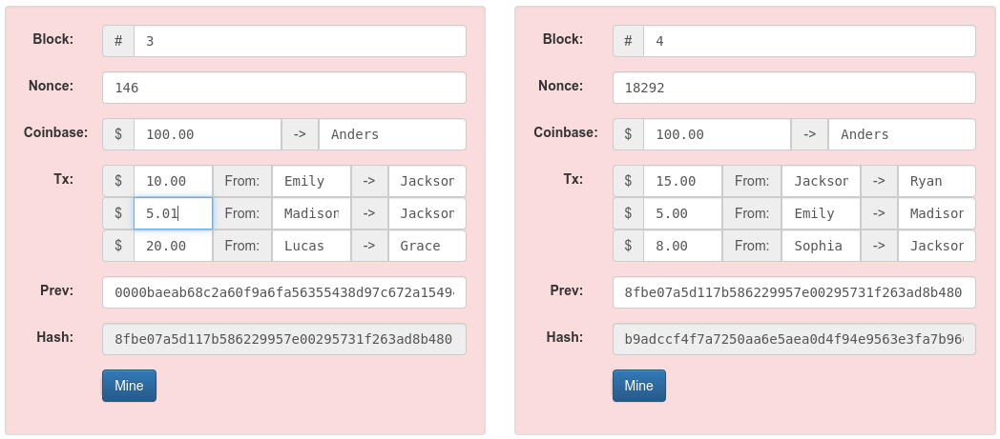 Block: # 3
Nonce: 146
Coinbase: $ 100.00 -> Anders
Tx: $ 10.00 From: Emily -> Jackson
$ 5.01 From: Madison -> Jackson
$ 20.00 From: Lucas -> Grace
Prev: 0000baeab68c2a60f9a6fa56355438d97c672a1549
Hash: 8fbe07a5d117b586229957e00295731f263ad8b480
Mine
Block: # 4
Nonce: 18292
Coinbase: $ 100.00 -> Anders
Tx: $ 15.00 From: Jackson -> Ryan
$ 5.00 From: Emily -> Madison
$ 8.00 From: Sophia -> Jackson
Prev: 8fbe07a5d117b586229957e00295731f263ad8b480
Hash: b9adccf4f7a7250aa6e5aea0d4f94e9563e3fa7b96
Mine